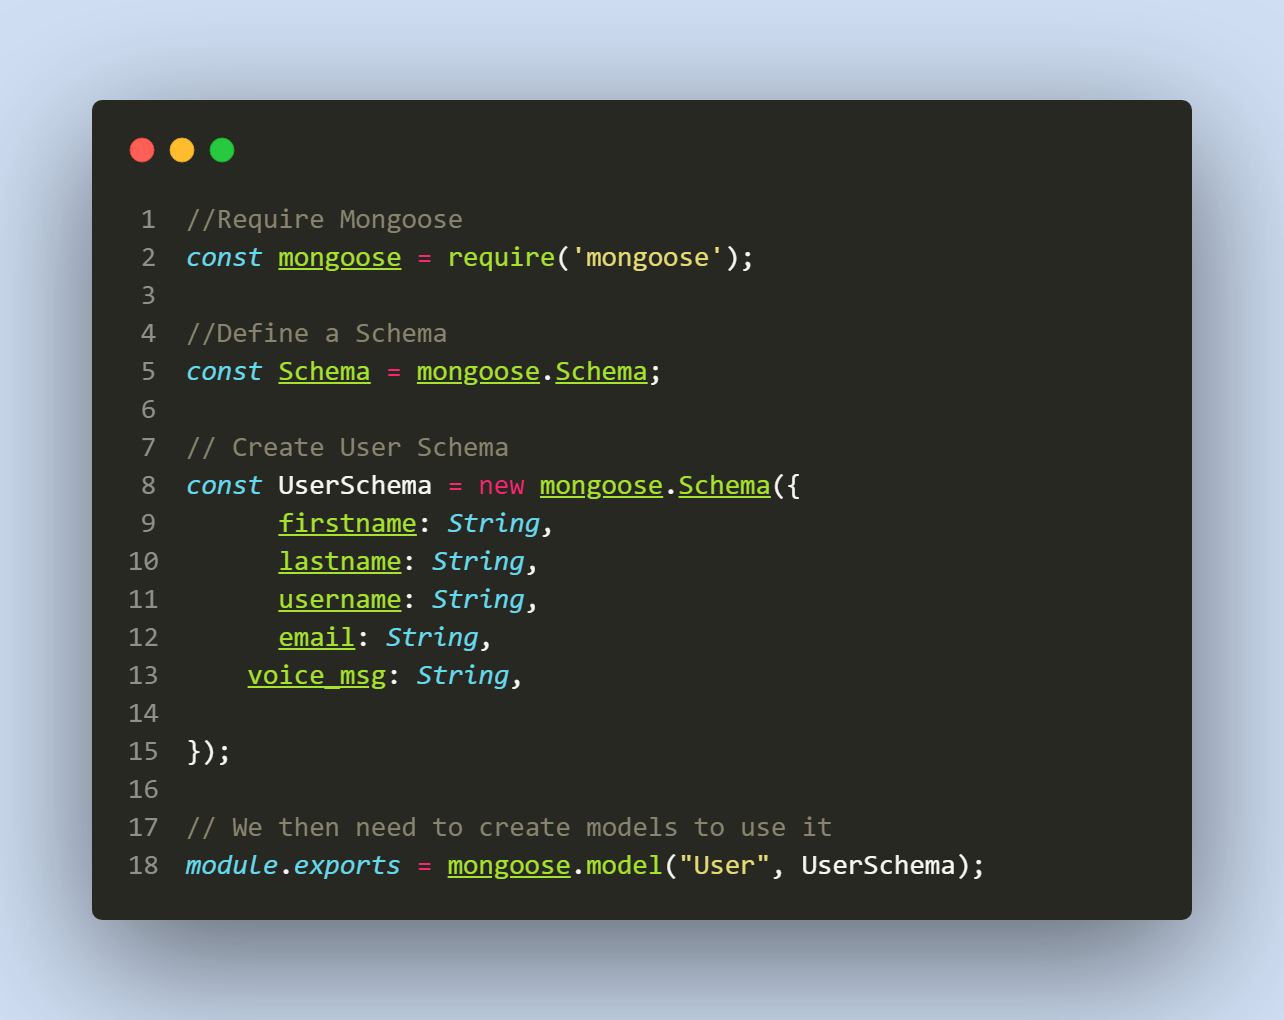 1 //Require Mongoose
2 const mongoose = require('mongoose');
3
4 //Define a Schema
5 const Schema = mongoose.Schema;
6
7 // Create User Schema
8 const UserSchema = new mongoose.Schema({
9       firstname: String,
10       lastname: String,
11       username: String,
12       email: String,
13     voice_msg: String,
14
15 });
16
17 // We then need to create models to use it
18 module.exports = mongoose.model("User", UserSchema);